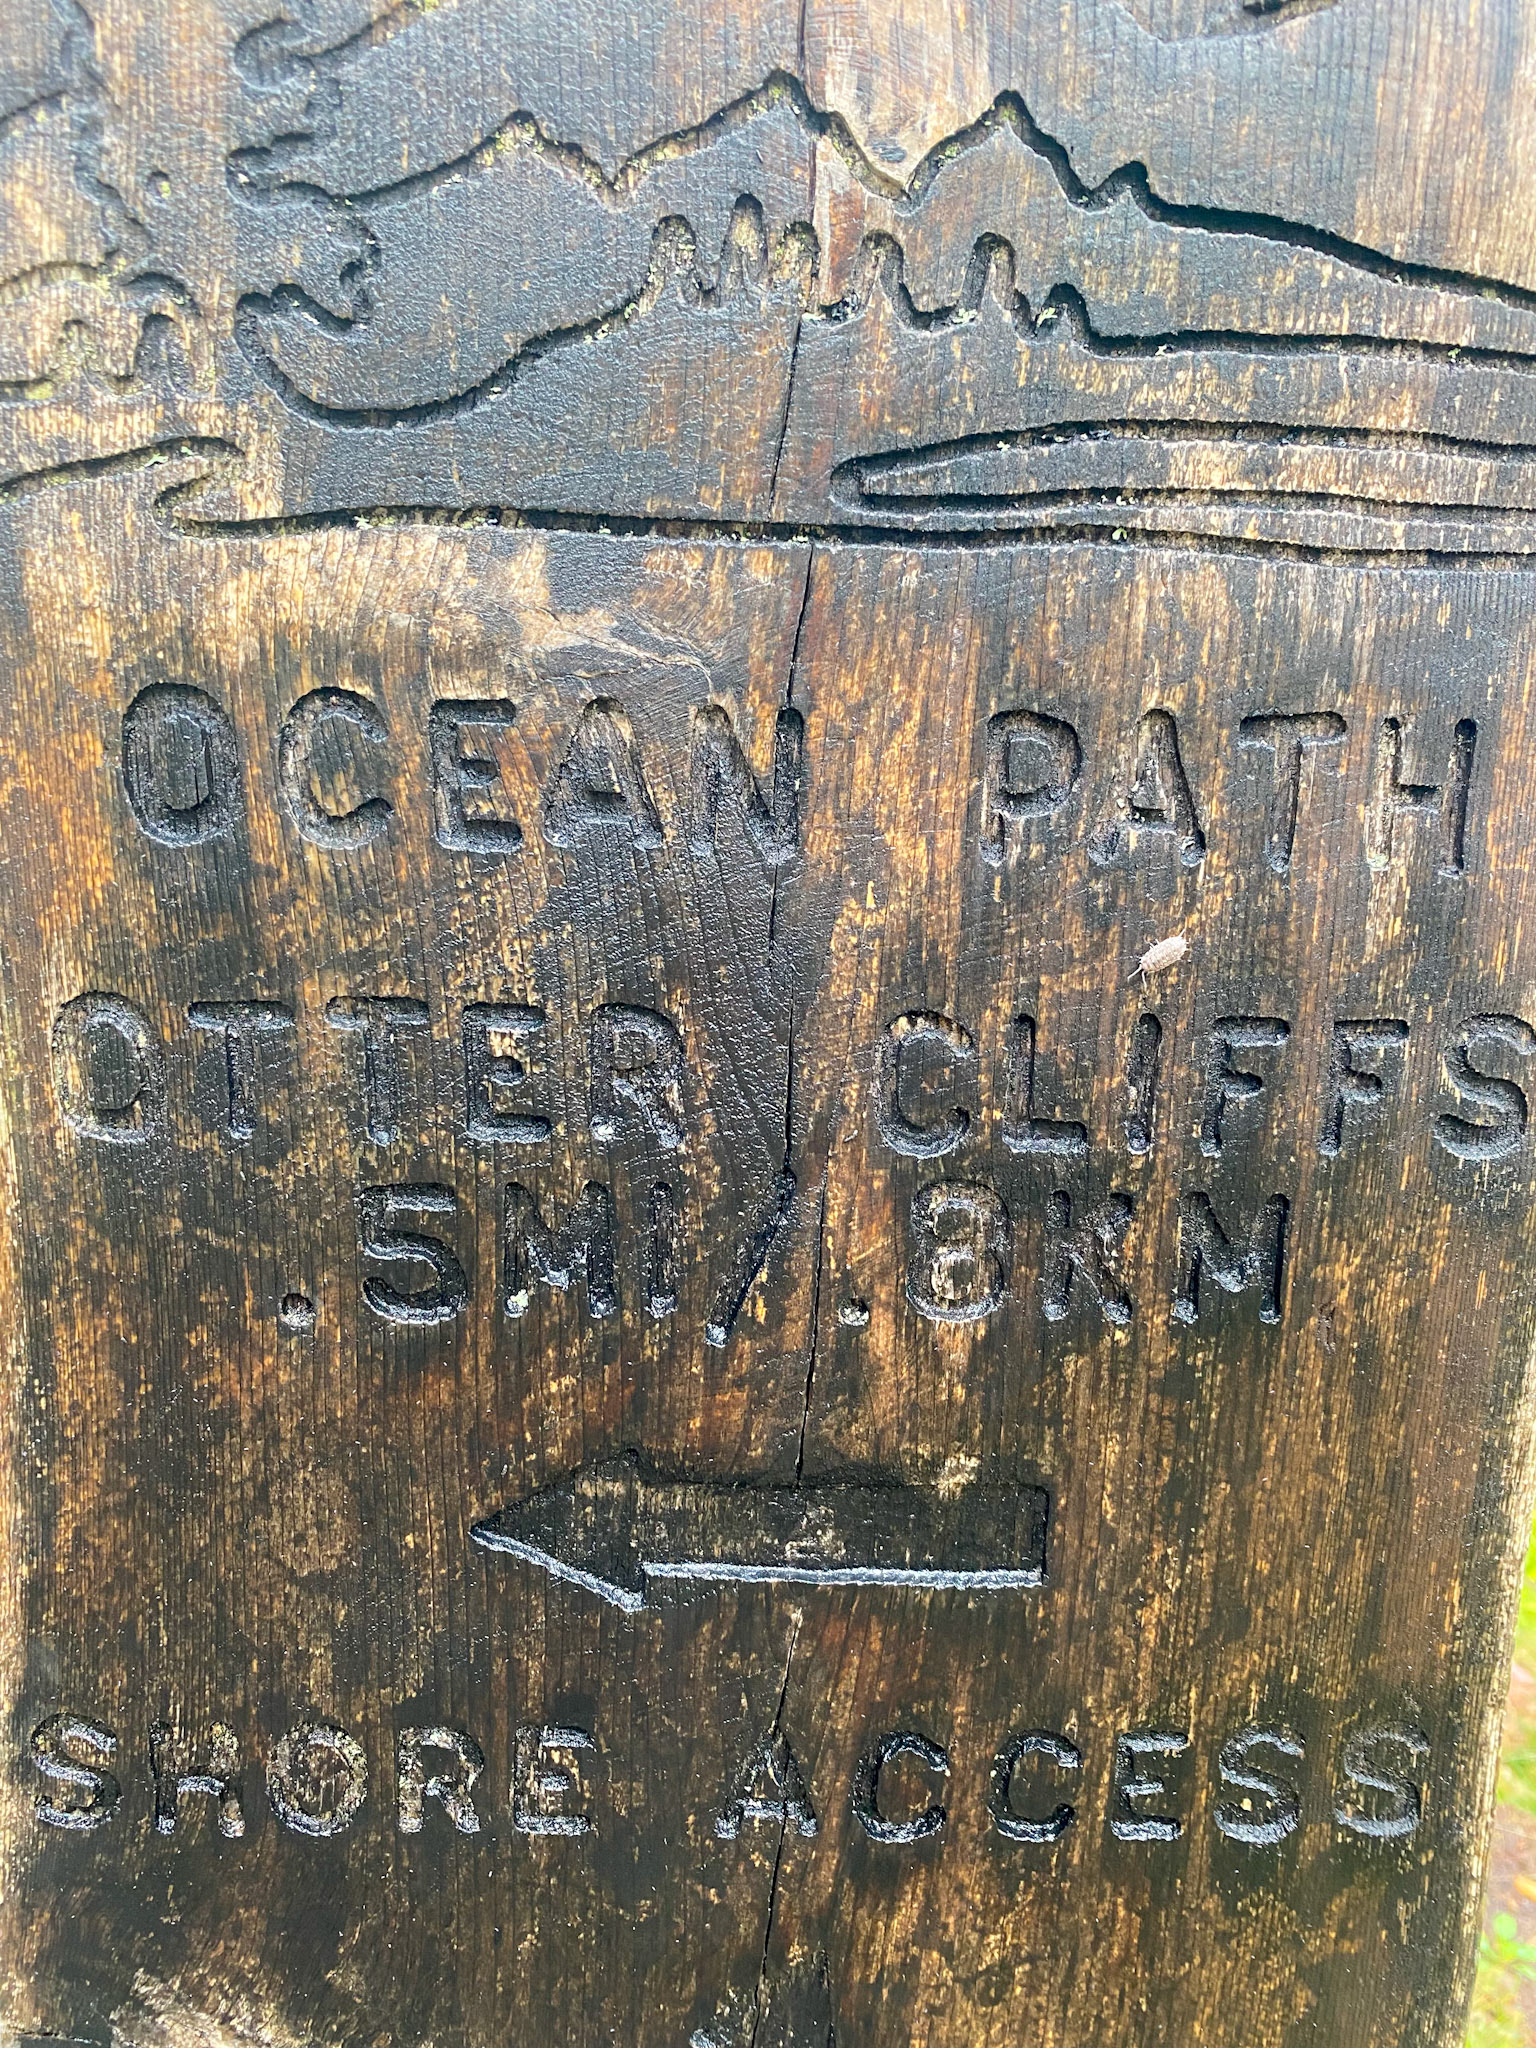 OCEAN PATH
OTTER CLIFFS
.5MI/.8KM
SHORE ACCESS